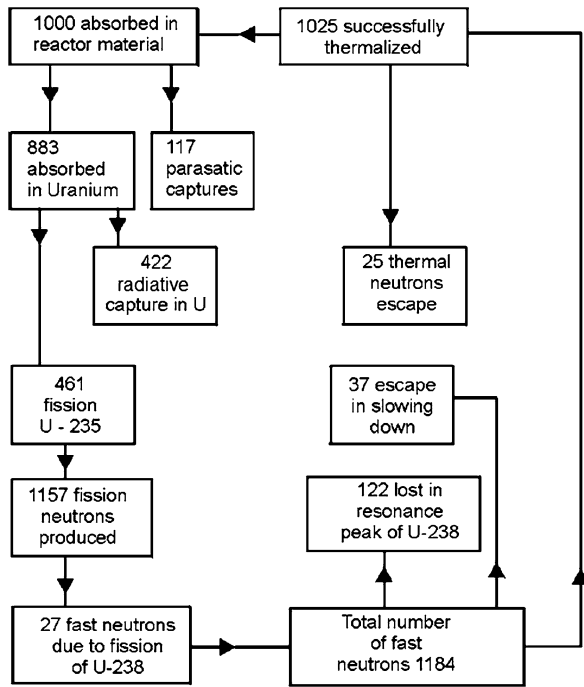 1000 absorbed in
reactor material
1025 successfully
thermalized
883
absorbed
in Uranium
117
parasatic
captures
422
radiative
capture in U
25 thermal
neutrons
escape
461
fission
U - 235
37 escape
in slowing
down
1157 fission
neutrons
produced
122 lost in
resonance
peak of U-238
27 fast neutrons
due to fission
of U-238
Total number
of fast
neutrons 1184